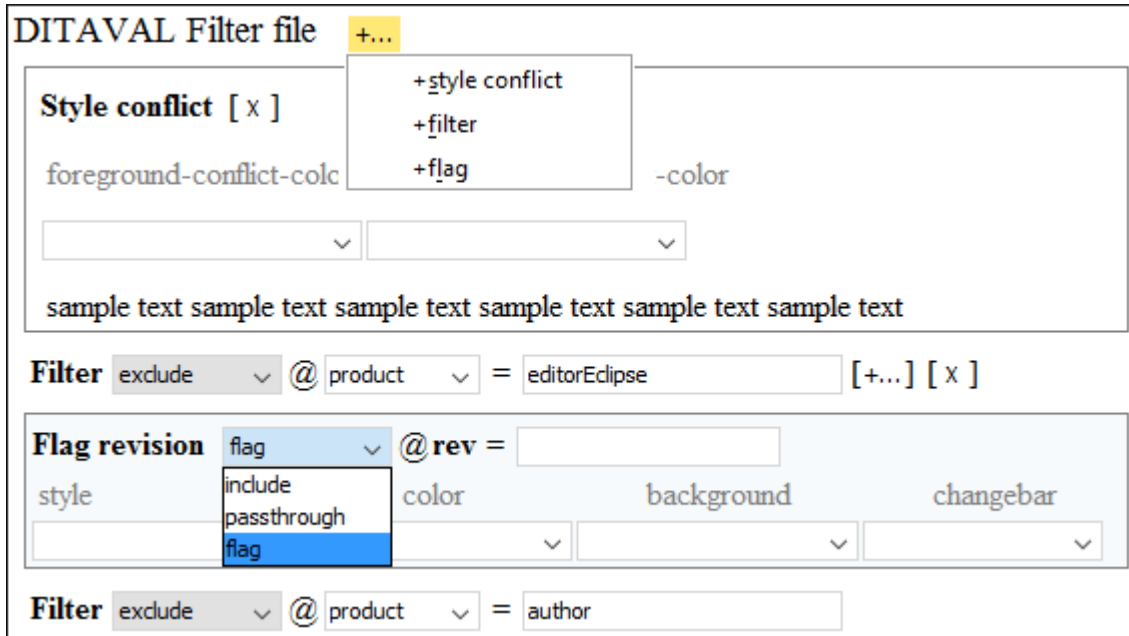 DITAVAL Filter file +...
+style conflict
+filter
+flag
Style conflict [ X ]
foreground-conflict-colo -color
sample text sample text sample text sample text sample text sample text
Filter exclude @ product = editorEclipse [+...] [ X ]
Flag revision flag @ rev =
include
passthrough
flag
style color background changebar
Filter exclude @ product = author